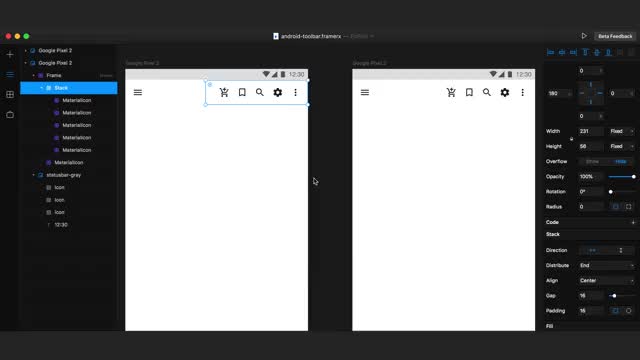 android-toolbar.framerx — Edited
Beta Feedback
Google Pixel 2
Google Pixel 2
Frame
Stack
MaterialIcon
MaterialIcon
MaterialIcon
MaterialIcon
MaterialIcon
MaterialIcon
statusbar-gray
Icon
Icon
Icon
12:30
Google Pixel 2
12:30
Google Pixel 2
12:30
0
180
0
Width 231 Fixed
Height 56 Fixed
Overflow Show Hide
Opacity 100%
Rotation 0°
Radius 0
Code
Stack
Direction
Distribute End
Align Center
Gap 16
Padding 16
Fill